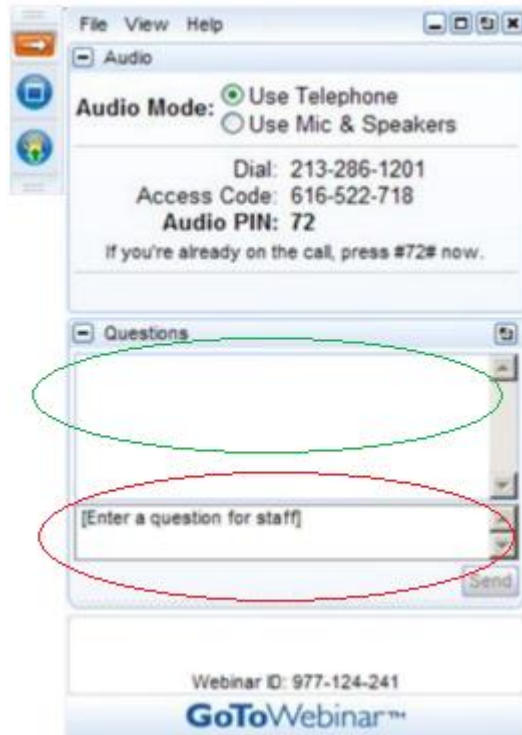 File View Help
Audio
Audio Mode: Use Telephone
Use Mic & Speakers
Dial: 213-286-1201
Access Code: 616-522-718
Audio PIN: 72
If you're already on the call, press #72# now.
Questions
[Enter a question for staff]
Send
Webinar ID: 977-124-241
GoToWebinar™